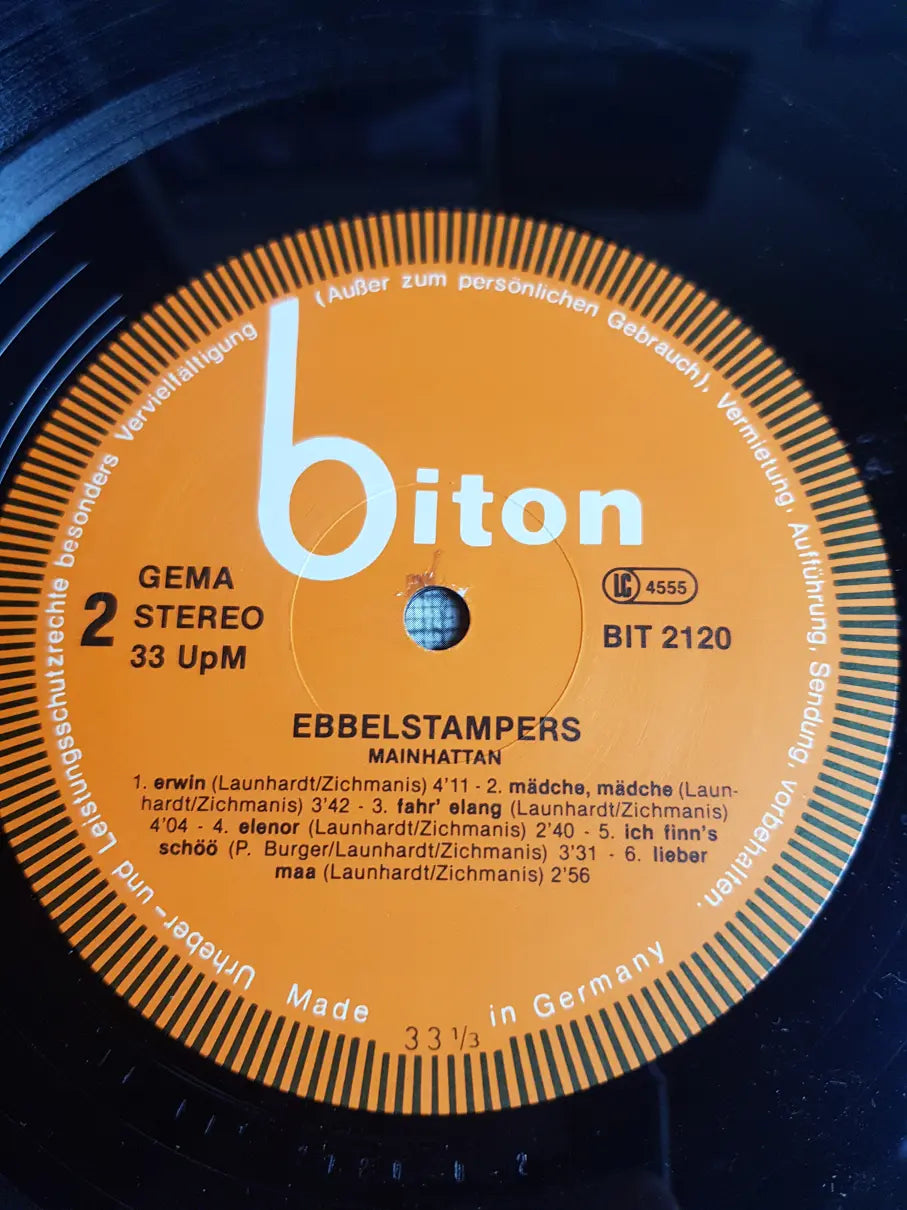 Urheber- und Leistungsschutzrechte besonders Vervielfältigung (Außer zum persönlichen Gebrauch), Vermietung, Aufführung, Sendung, vorbehalten.
biton
2
GEMA
STEREO
33 UpM
LC 4555
BIT 2120
EBBELSTAMPERS
MAINHATTAN
1. erwin (Launhardt/Zichmanis) 4'11 - 2. mädche, mädche (Laun-
hardt/Zichmanis) 3'42 - 3. fahr' elang (Launhardt/Zichmanis)
4'04 - 4. elenor (Launhardt/Zichmanis) 2'40 - 5. ich finn's
schöö (P. Burger/Launhardt/Zichmanis) 3'31 - 6. lieber
maa (Launhardt/Zichmanis) 2'56
Made in Germany
33 1/3